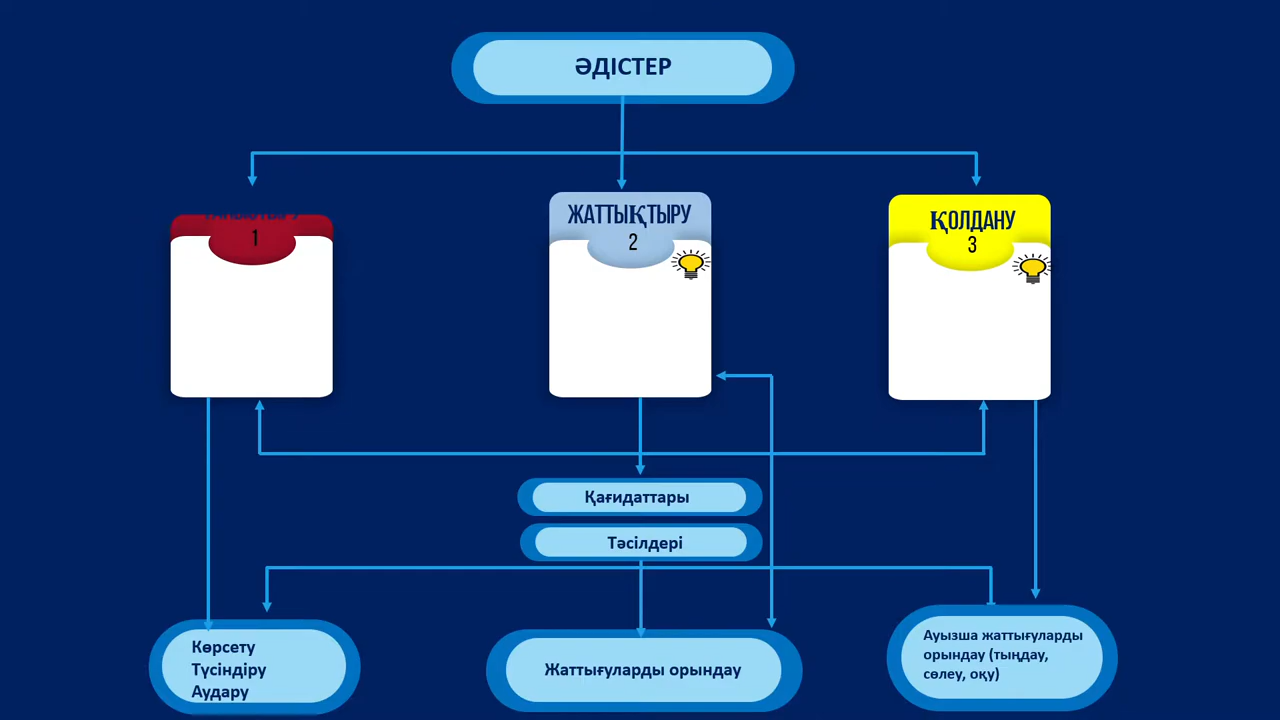 ӘДІСТЕР
ЖАТТЫҚТЫРУ
2
ҚОЛДАНУ
3
1
Қағидаттары
Тәсілдері
Көрсету
Түсіндіру
Аудару
Жаттығуларды орындау
Ауызша жаттығуларды
орындау (тыңдау,
сөлеу, оқу)